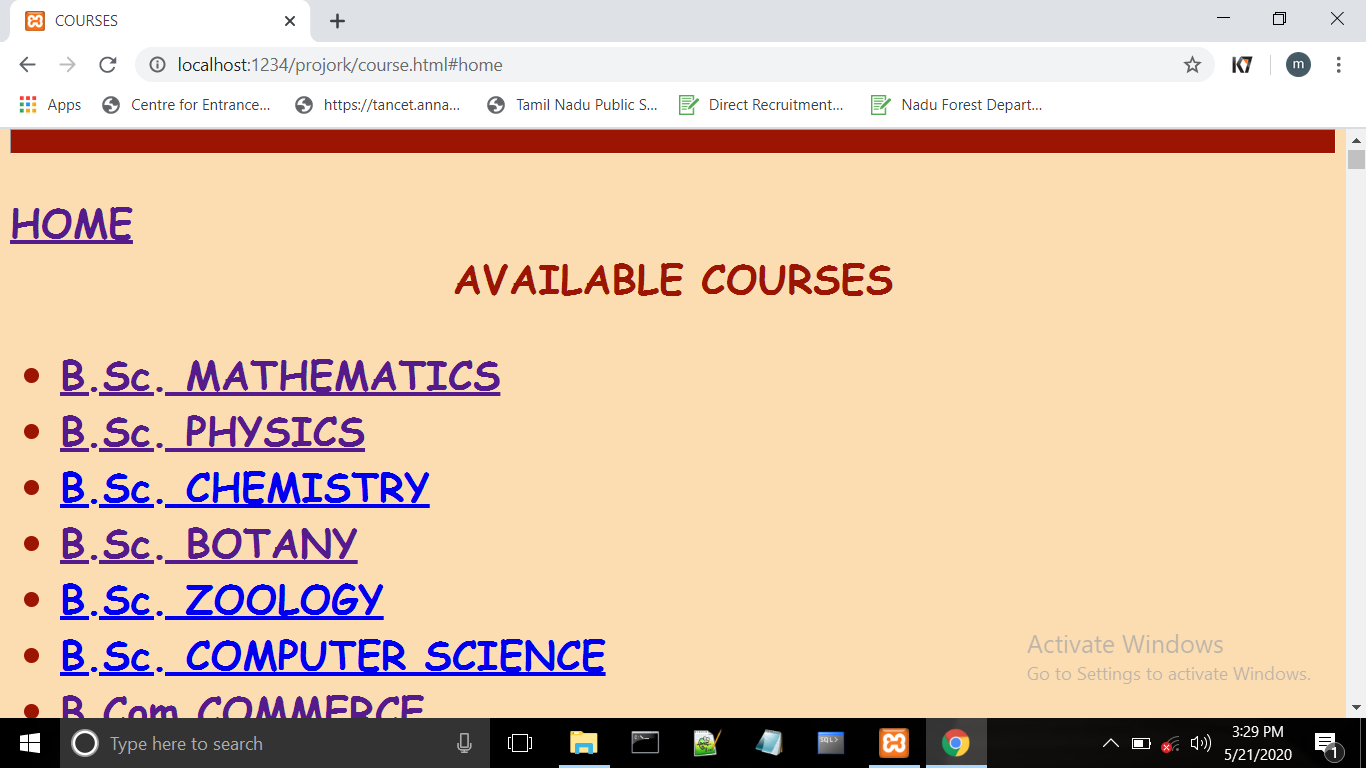 COURSES
localhost:1234/projork/course.html#home
K7
m
Apps
Centre for Entrance...
https://tancet.anna...
Tamil Nadu Public S...
Direct Recruitment...
Nadu Forest Depart...
HOME
AVAILABLE COURSES
B.Sc. MATHEMATICS
B.Sc. PHYSICS
B.Sc. CHEMISTRY
B.Sc. BOTANY
B.Sc. ZOOLOGY
B.Sc. COMPUTER SCIENCE
B.Com COMMERCE
Activate Windows
Go to Settings to activate Windows.
Type here to search
SQL>
3:29 PM
5/21/2020
1